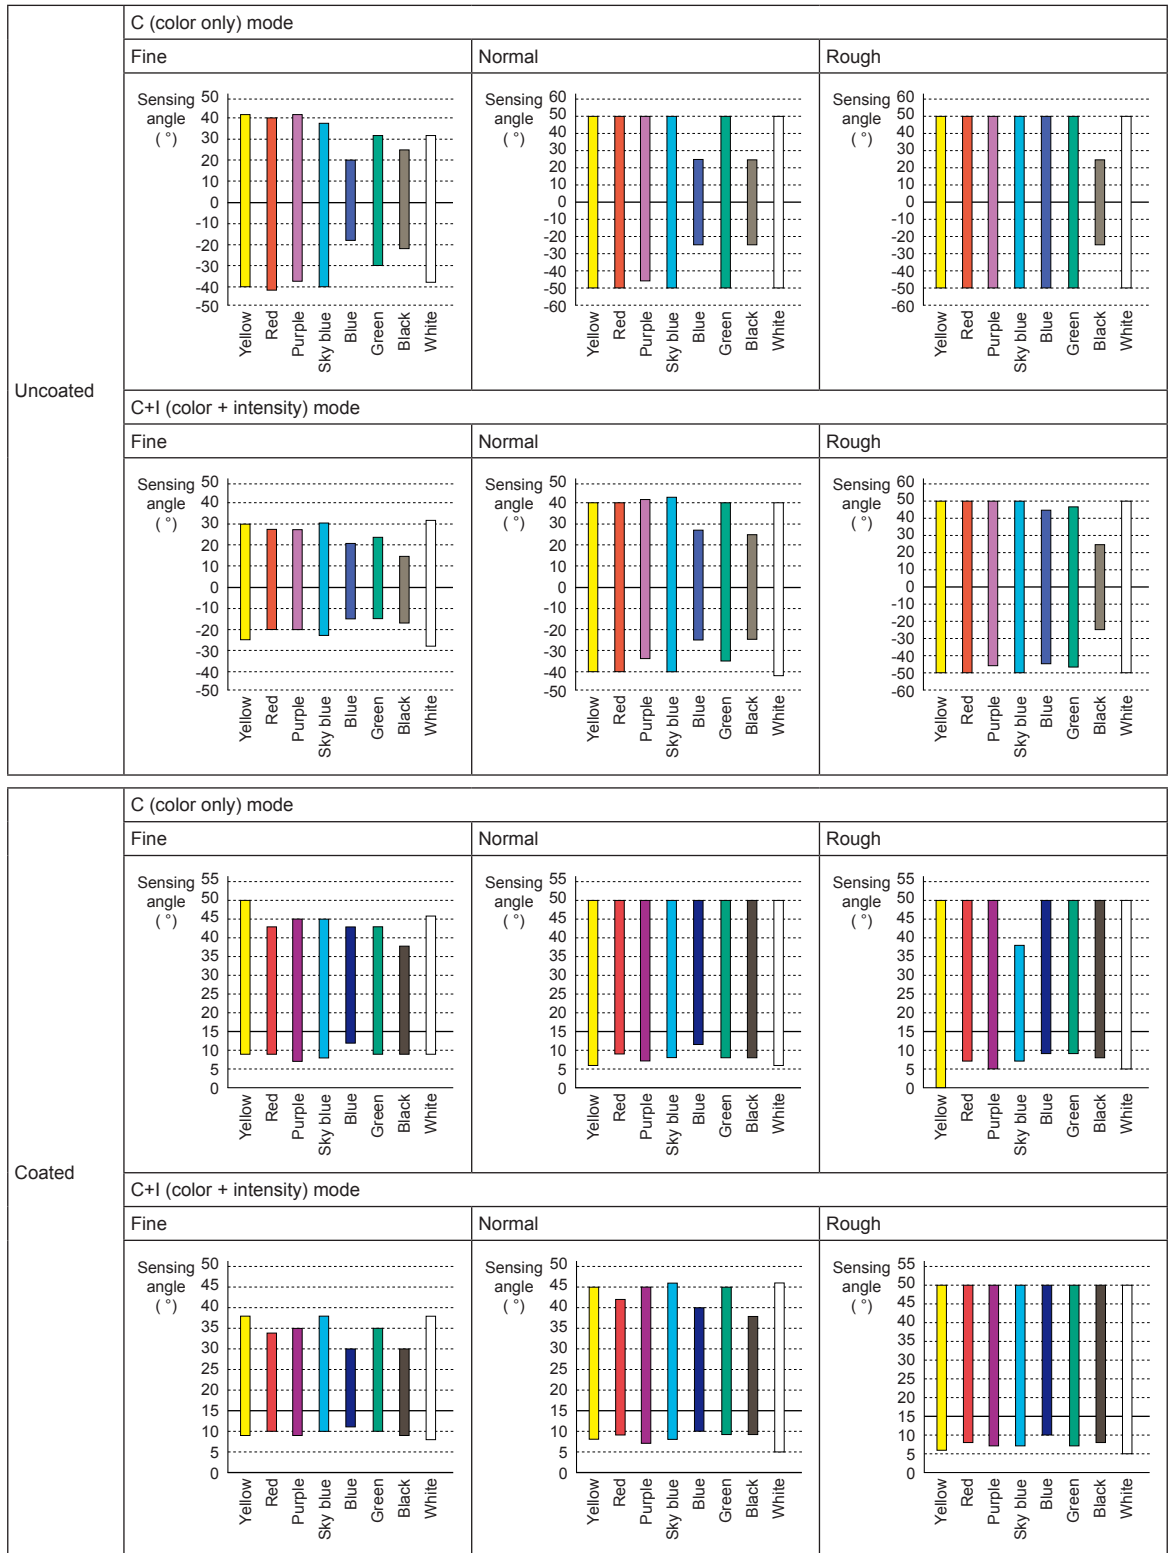 Uncoated
C (color only) mode
Fine
Normal
Rough
Sensing angle ( °)
50
40
30
20
10
0
-10
-20
-30
-40
-50
Yellow
Red
Purple
Sky blue
Blue
Green
Black
White
Sensing angle ( °)
60
50
40
30
20
10
0
-10
-20
-30
-40
-50
-60
Yellow
Red
Purple
Sky blue
Blue
Green
Black
White
Sensing angle ( °)
60
50
40
30
20
10
0
-10
-20
-30
-40
-50
-60
Yellow
Red
Purple
Sky blue
Blue
Green
Black
White
C+I (color + intensity) mode
Fine
Normal
Rough
Sensing angle ( °)
50
40
30
20
10
0
-10
-20
-30
-40
-50
Yellow
Red
Purple
Sky blue
Blue
Green
Black
White
Sensing angle ( °)
50
40
30
20
10
0
-10
-20
-30
-40
-50
Yellow
Red
Purple
Sky blue
Blue
Green
Black
White
Sensing angle ( °)
60
50
40
30
20
10
0
-10
-20
-30
-40
-50
-60
Yellow
Red
Purple
Sky blue
Blue
Green
Black
White
Coated
C (color only) mode
Fine
Normal
Rough
Sensing angle ( °)
55
50
45
40
35
30
25
20
15
10
5
0
Yellow
Red
Purple
Sky blue
Blue
Green
Black
White
Sensing angle ( °)
55
50
45
40
35
30
25
20
15
10
5
0
Yellow
Red
Purple
Sky blue
Blue
Green
Black
White
Sensing angle ( °)
55
50
45
40
35
30
25
20
15
10
5
0
Yellow
Red
Purple
Sky blue
Blue
Green
Black
White
C+I (color + intensity) mode
Fine
Normal
Rough
Sensing angle ( °)
50
45
40
35
30
25
20
15
10
5
0
Yellow
Red
Purple
Sky blue
Blue
Green
Black
White
Sensing angle ( °)
50
45
40
35
30
25
20
15
10
5
0
Yellow
Red
Purple
Sky blue
Blue
Green
Black
White
Sensing angle ( °)
55
50
45
40
35
30
25
20
15
10
5
0
Yellow
Red
Purple
Sky blue
Blue
Green
Black
White